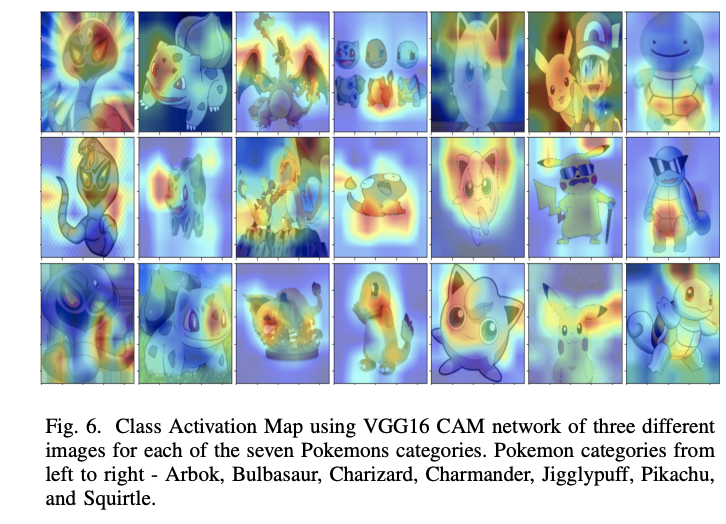 Fig. 6. Class Activation Map using VGG16 CAM network of three different
images for each of the seven Pokemons categories. Pokemon categories from
left to right - Arbok, Bulbasaur, Charizard, Charmander, Jigglypuff, Pikachu,
and Squirtle.